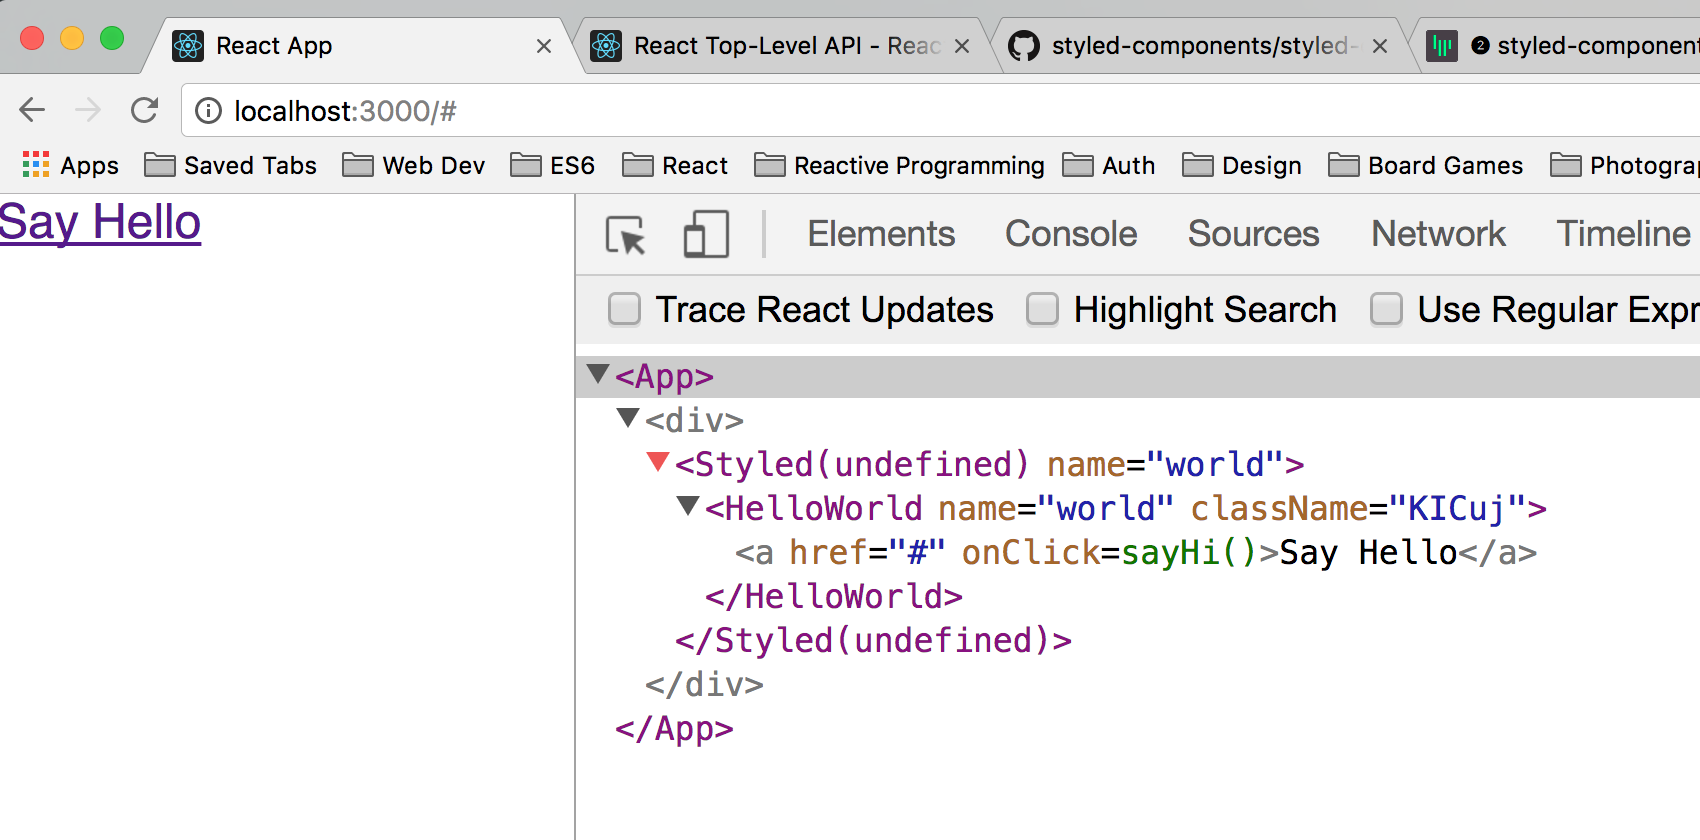 React App
React Top-Level API - Reac
styled-components/styled-
2 styled-component
localhost:3000/#
Apps Saved Tabs Web Dev ES6 React Reactive Programming Auth Design Board Games Photogra
Say Hello
Elements Console Sources Network Timeline
Trace React Updates Highlight Search Use Regular Expr
<App>
<div>
<Styled(undefined) name="world">
<HelloWorld name="world" className="KICuj">
<a href="#" onClick=sayHi()>Say Hello</a>
</HelloWorld>
</Styled(undefined)>
</div>
</App>